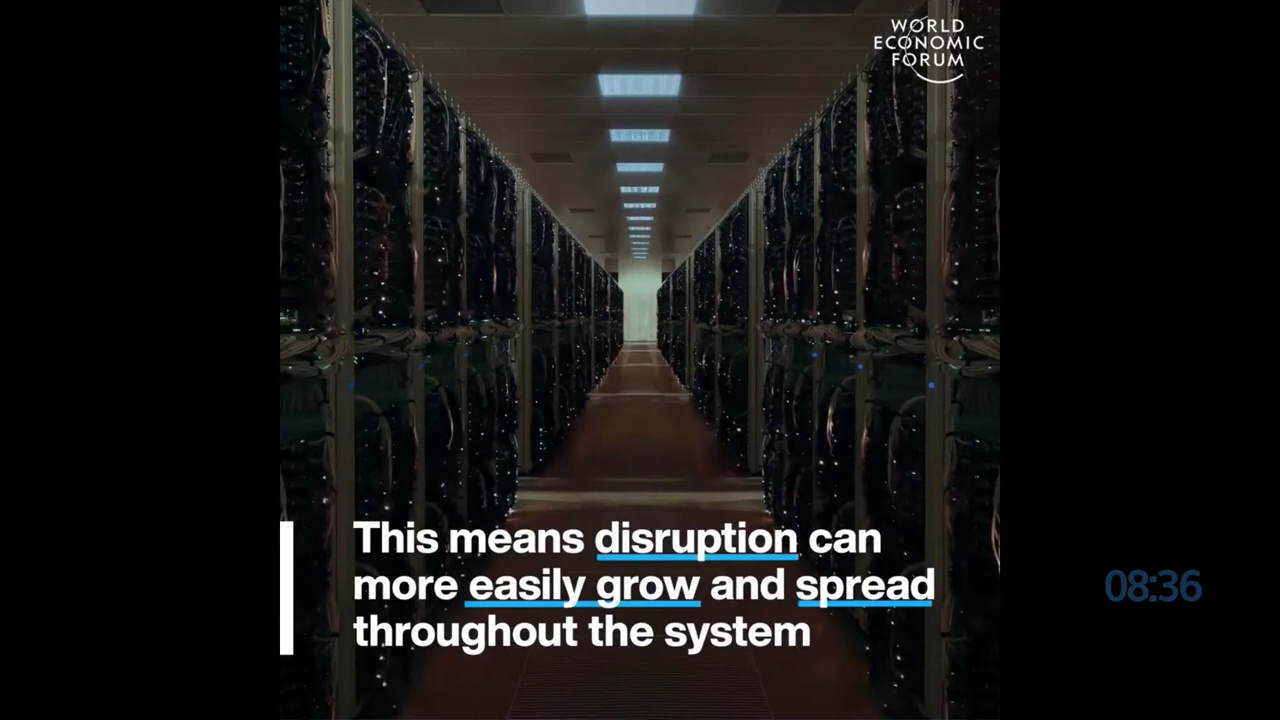 WORLD
ECONOMIC
FORUM
This means disruption can
more easily grow and spread
throughout the system
08:36